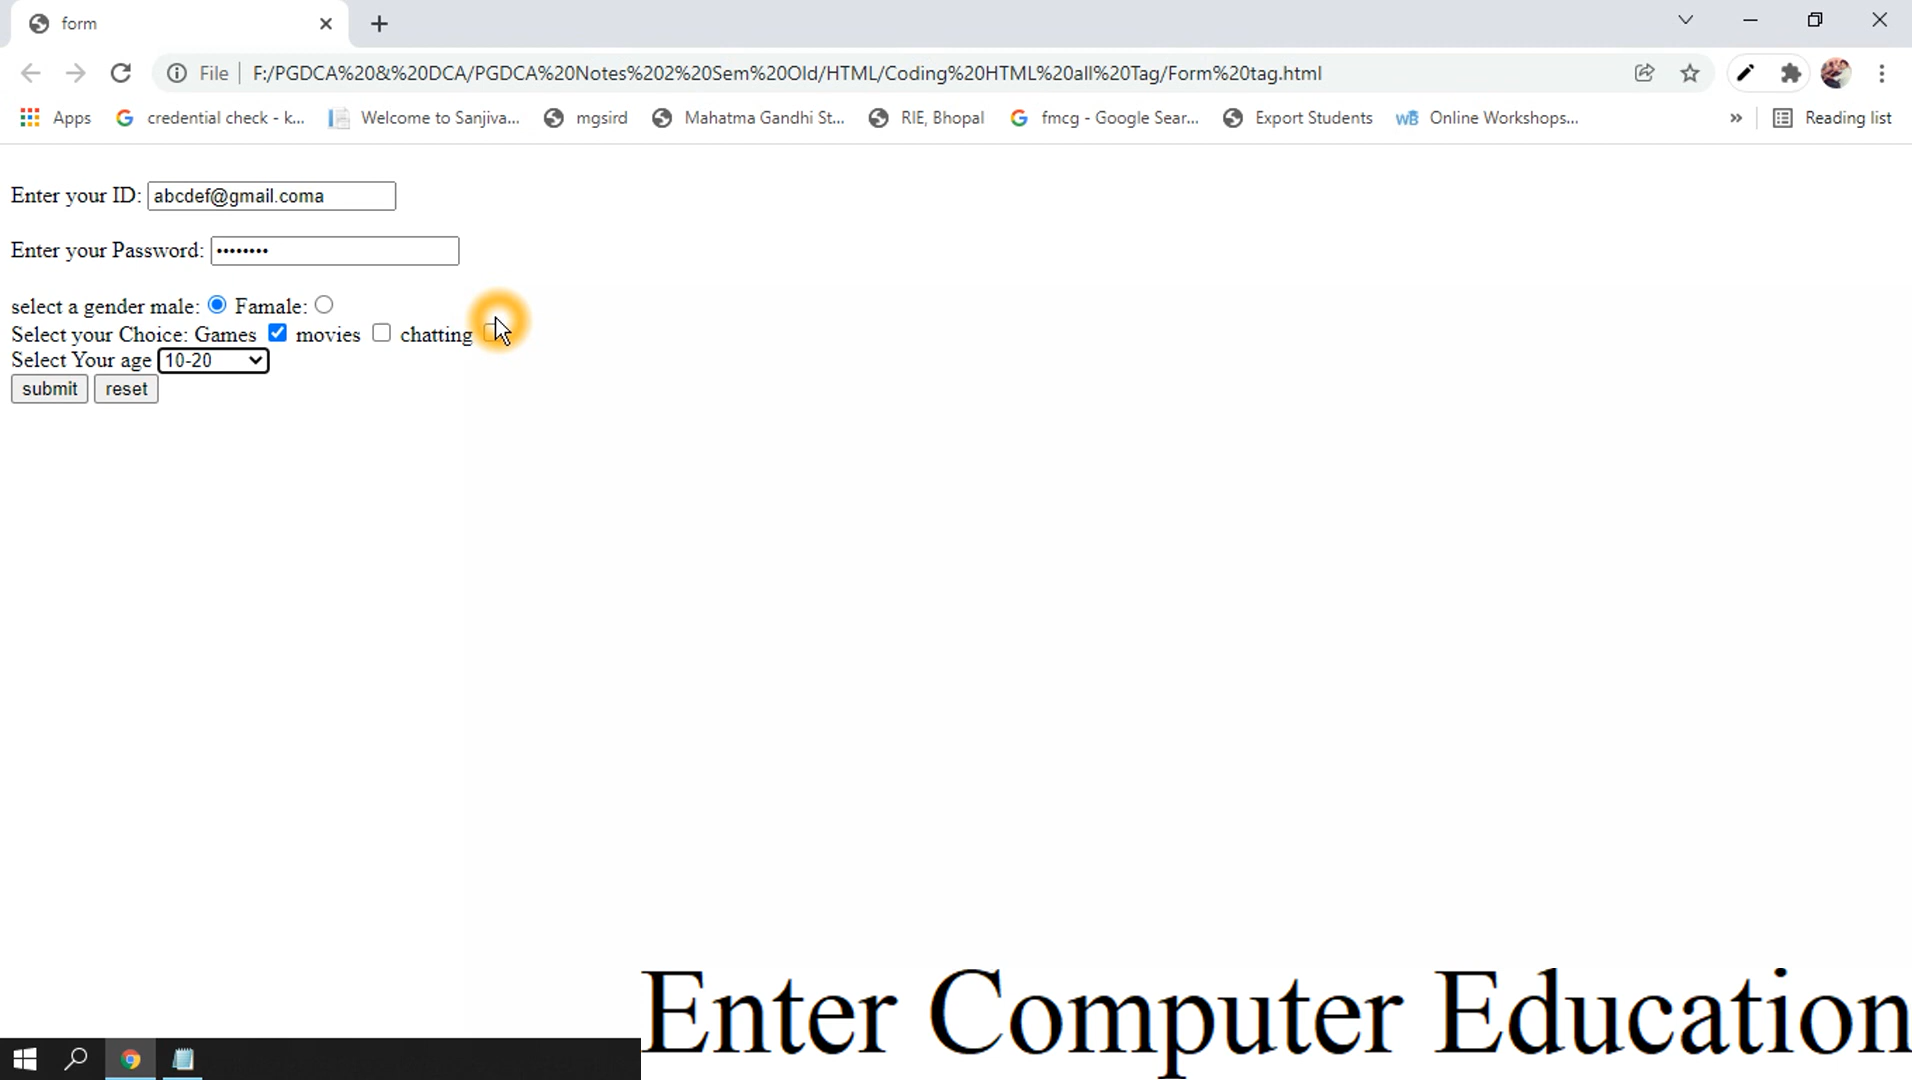 form
File F:/PGDCA%20&%20DCA/PGDCA%20Notes%202%20Sem%20Old/HTML/Coding%20HTML%20all%20Tag/Form%20tag.html
Apps credential check - k... Welcome to Sanjiva... mgsird Mahatma Gandhi St... RIE, Bhopal fmcg - Google Sear... Export Students WB Online Workshops... » Reading list
Enter your ID: abcdef@gmail.coma
Enter your Password: ••••••••
select a gender male: Famale:
Select your Choice: Games movies chatting
Select Your age 10-20
submit reset
Enter Computer Education